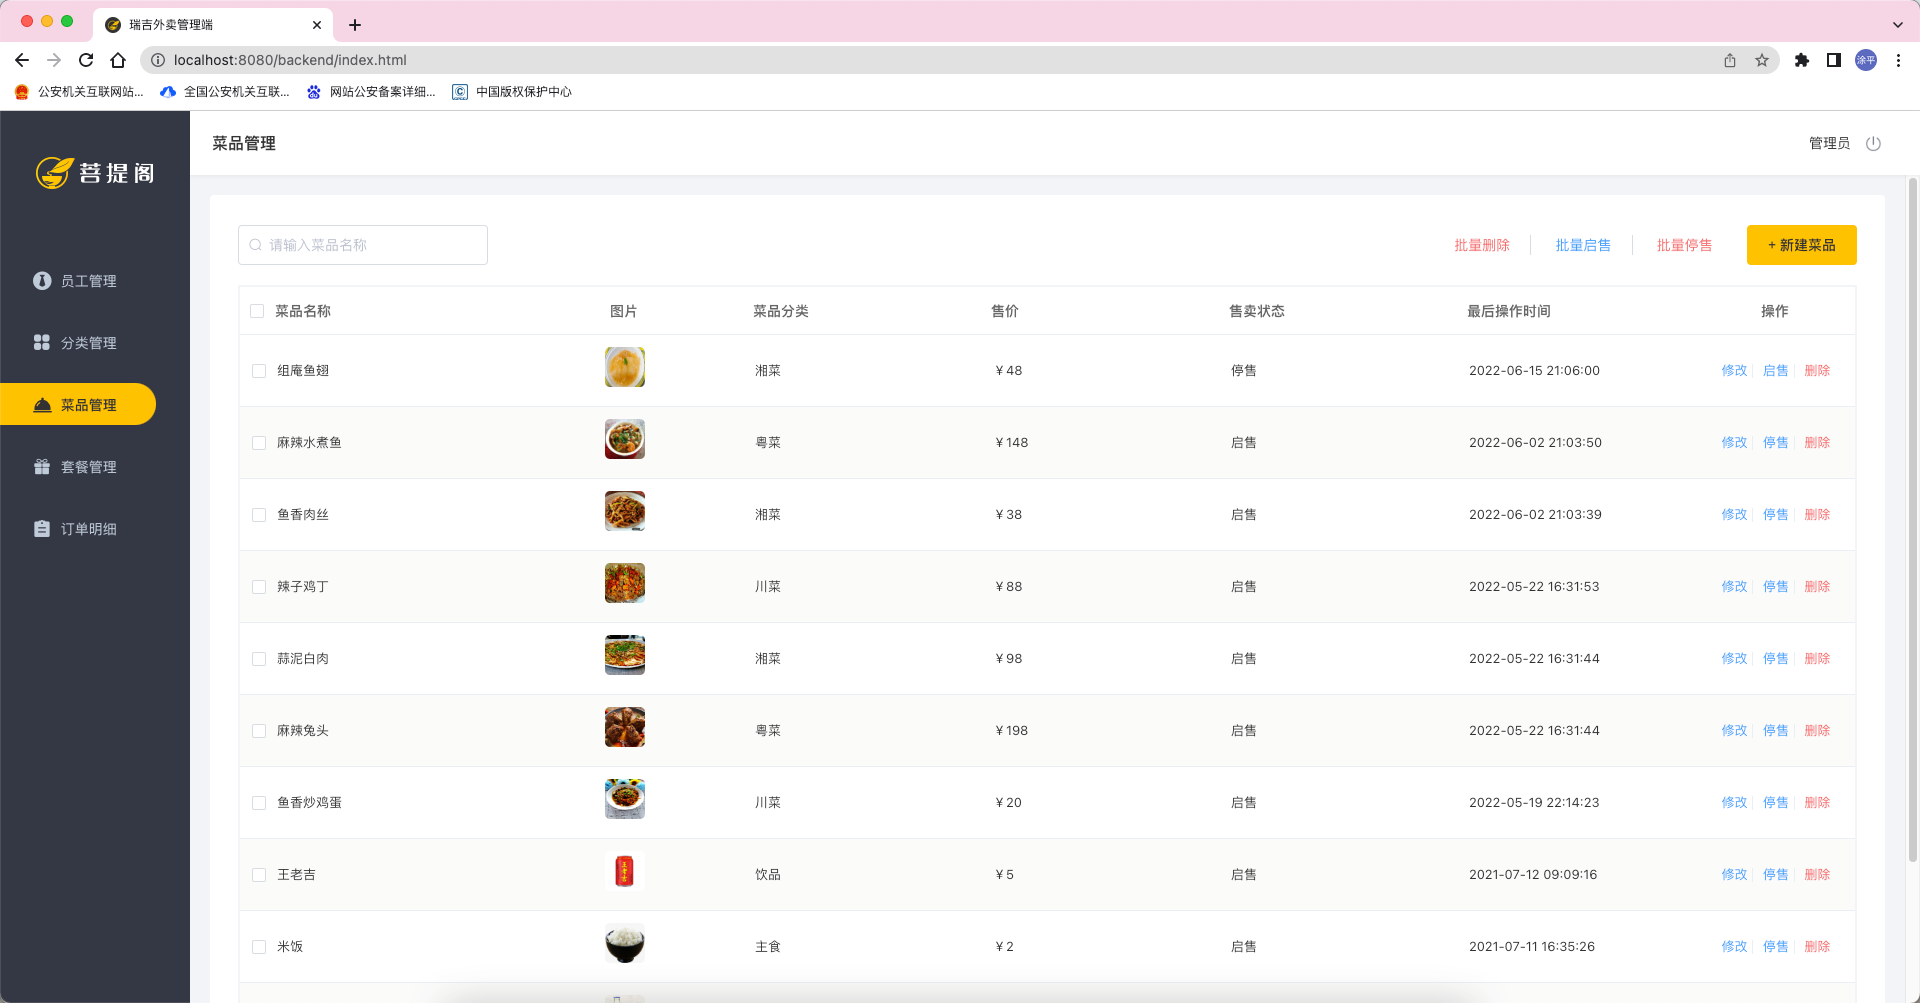 瑞吉外卖管理端
localhost:8080/backend/index.html
涂平
公安机关互联网站...
全国公安机关互联...
网站公安备案详细...
中国版权保护中心
菩提阁
菜品管理
管理员
员工管理
分类管理
菜品管理
套餐管理
订单明细
请输入菜品名称
批量删除 批量启售 批量停售 + 新建菜品
菜品名称 图片 菜品分类 售价 售卖状态 最后操作时间 操作
组庵鱼翅 湘菜 ¥48 停售 2022-06-15 21:06:00 修改 启售 删除
麻辣水煮鱼 粤菜 ¥148 启售 2022-06-02 21:03:50 修改 停售 删除
鱼香肉丝 湘菜 ¥38 启售 2022-06-02 21:03:39 修改 停售 删除
辣子鸡丁 川菜 ¥88 启售 2022-05-22 16:31:53 修改 停售 删除
蒜泥白肉 湘菜 ¥98 启售 2022-05-22 16:31:44 修改 停售 删除
麻辣兔头 粤菜 ¥198 启售 2022-05-22 16:31:44 修改 停售 删除
鱼香炒鸡蛋 川菜 ¥20 启售 2022-05-19 22:14:23 修改 停售 删除
王老吉 王老吉 饮品 ¥5 启售 2021-07-12 09:09:16 修改 停售 删除
米饭 主食 ¥2 启售 2021-07-11 16:35:26 修改 停售 删除